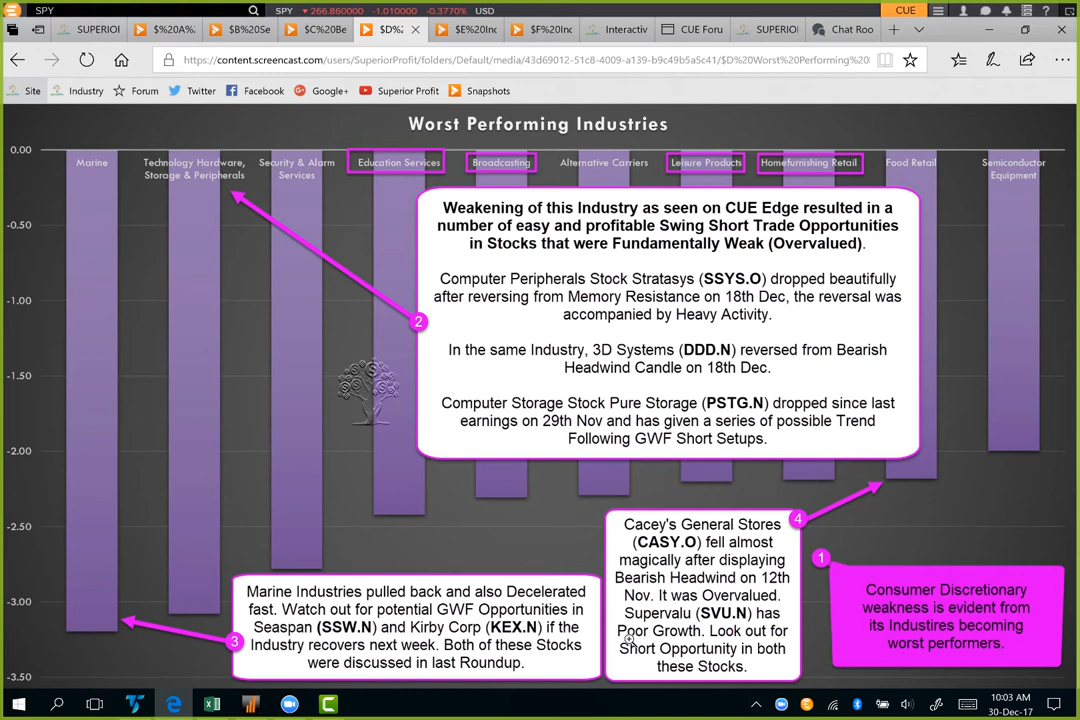 SPY
SPY ▼ 266.860000 -1.010000 -0.3770% USD
CUE
SUPERIOI
$%20A%
$B%20Se
$C%20Be
$D%
$E%20In
$F%20In
Interactiv
CUE Foru
SUPERIO
Chat Roo
https://content.screencast.com/users/SuperiorProfit/folders/Default/media/43d69012-51c8-4009-a139-b9c49b5a5c41/$D%20Worst%20Performing%20I
Site
Industry
Forum
Twitter
Facebook
Google+
Superior Profit
Snapshots
Worst Performing Industries
0.00
Marine
Technology Hardware,
Storage & Peripherals
Security & Alarm
Services
Education Services
Broadcasting
Alternative Carriers
Leisure Products
Homefurnishing Retail
Food Retail
Semiconductor
Equipment
-0.50
-1.00
-1.50
-2.00
-2.50
-3.00
-3.50
2
Weakening of this Industry as seen on CUE Edge resulted in a
number of easy and profitable Swing Short Trade Opportunities
in Stocks that were Fundamentally Weak (Overvalued).
Computer Peripherals Stock Stratasys (SSYS.O) dropped beautifully
after reversing from Memory Resistance on 18th Dec, the reversal was
accompanied by Heavy Activity.
In the same Industry, 3D Systems (DDD.N) reversed from Bearish
Headwind Candle on 18th Dec.
Computer Storage Stock Pure Storage (PSTG.N) dropped since last
earnings on 29th Nov and has given a series of possible Trend
Following GWF Short Setups.
3
Marine Industries pulled back and also Decelerated
fast. Watch out for potential GWF Opportunities in
Seaspan (SSW.N) and Kirby Corp (KEX.N) if the
Industry recovers next week. Both of these Stocks
were discussed in last Roundup.
4
Cacey's General Stores
(CASY.O) fell almost
magically after displaying
Bearish Headwind on 12th
Nov. It was Overvalued.
Supervalu (SVU.N) has
Poor Growth. Look out for
Short Opportunity in both
these Stocks.
1
Consumer Discretionary
weakness is evident from
its Industires becoming
worst performers.
10:03 AM
30-Dec-17